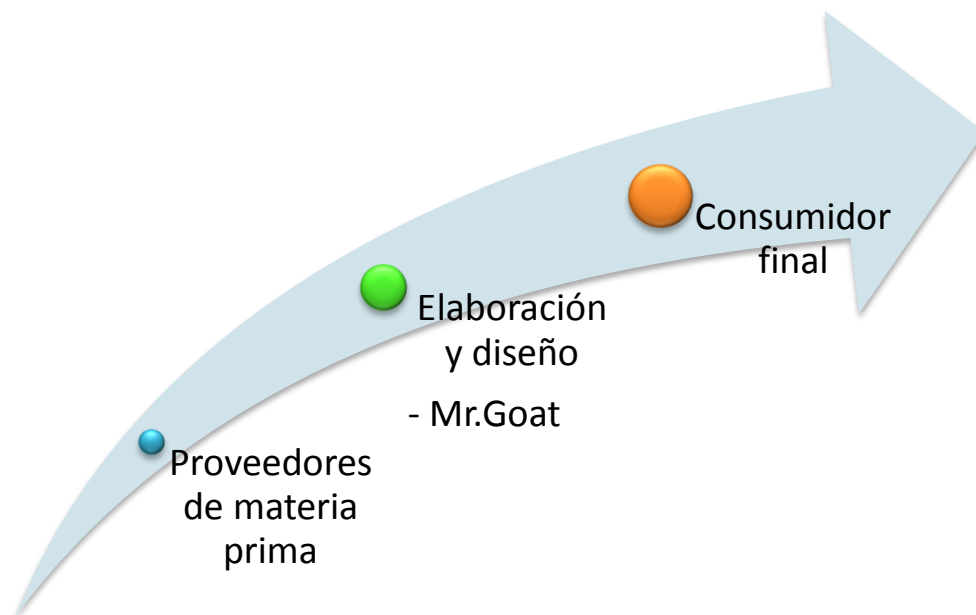 Proveedores
de materia
prima
Elaboración
y diseño
- Mr.Goat
Consumidor
final